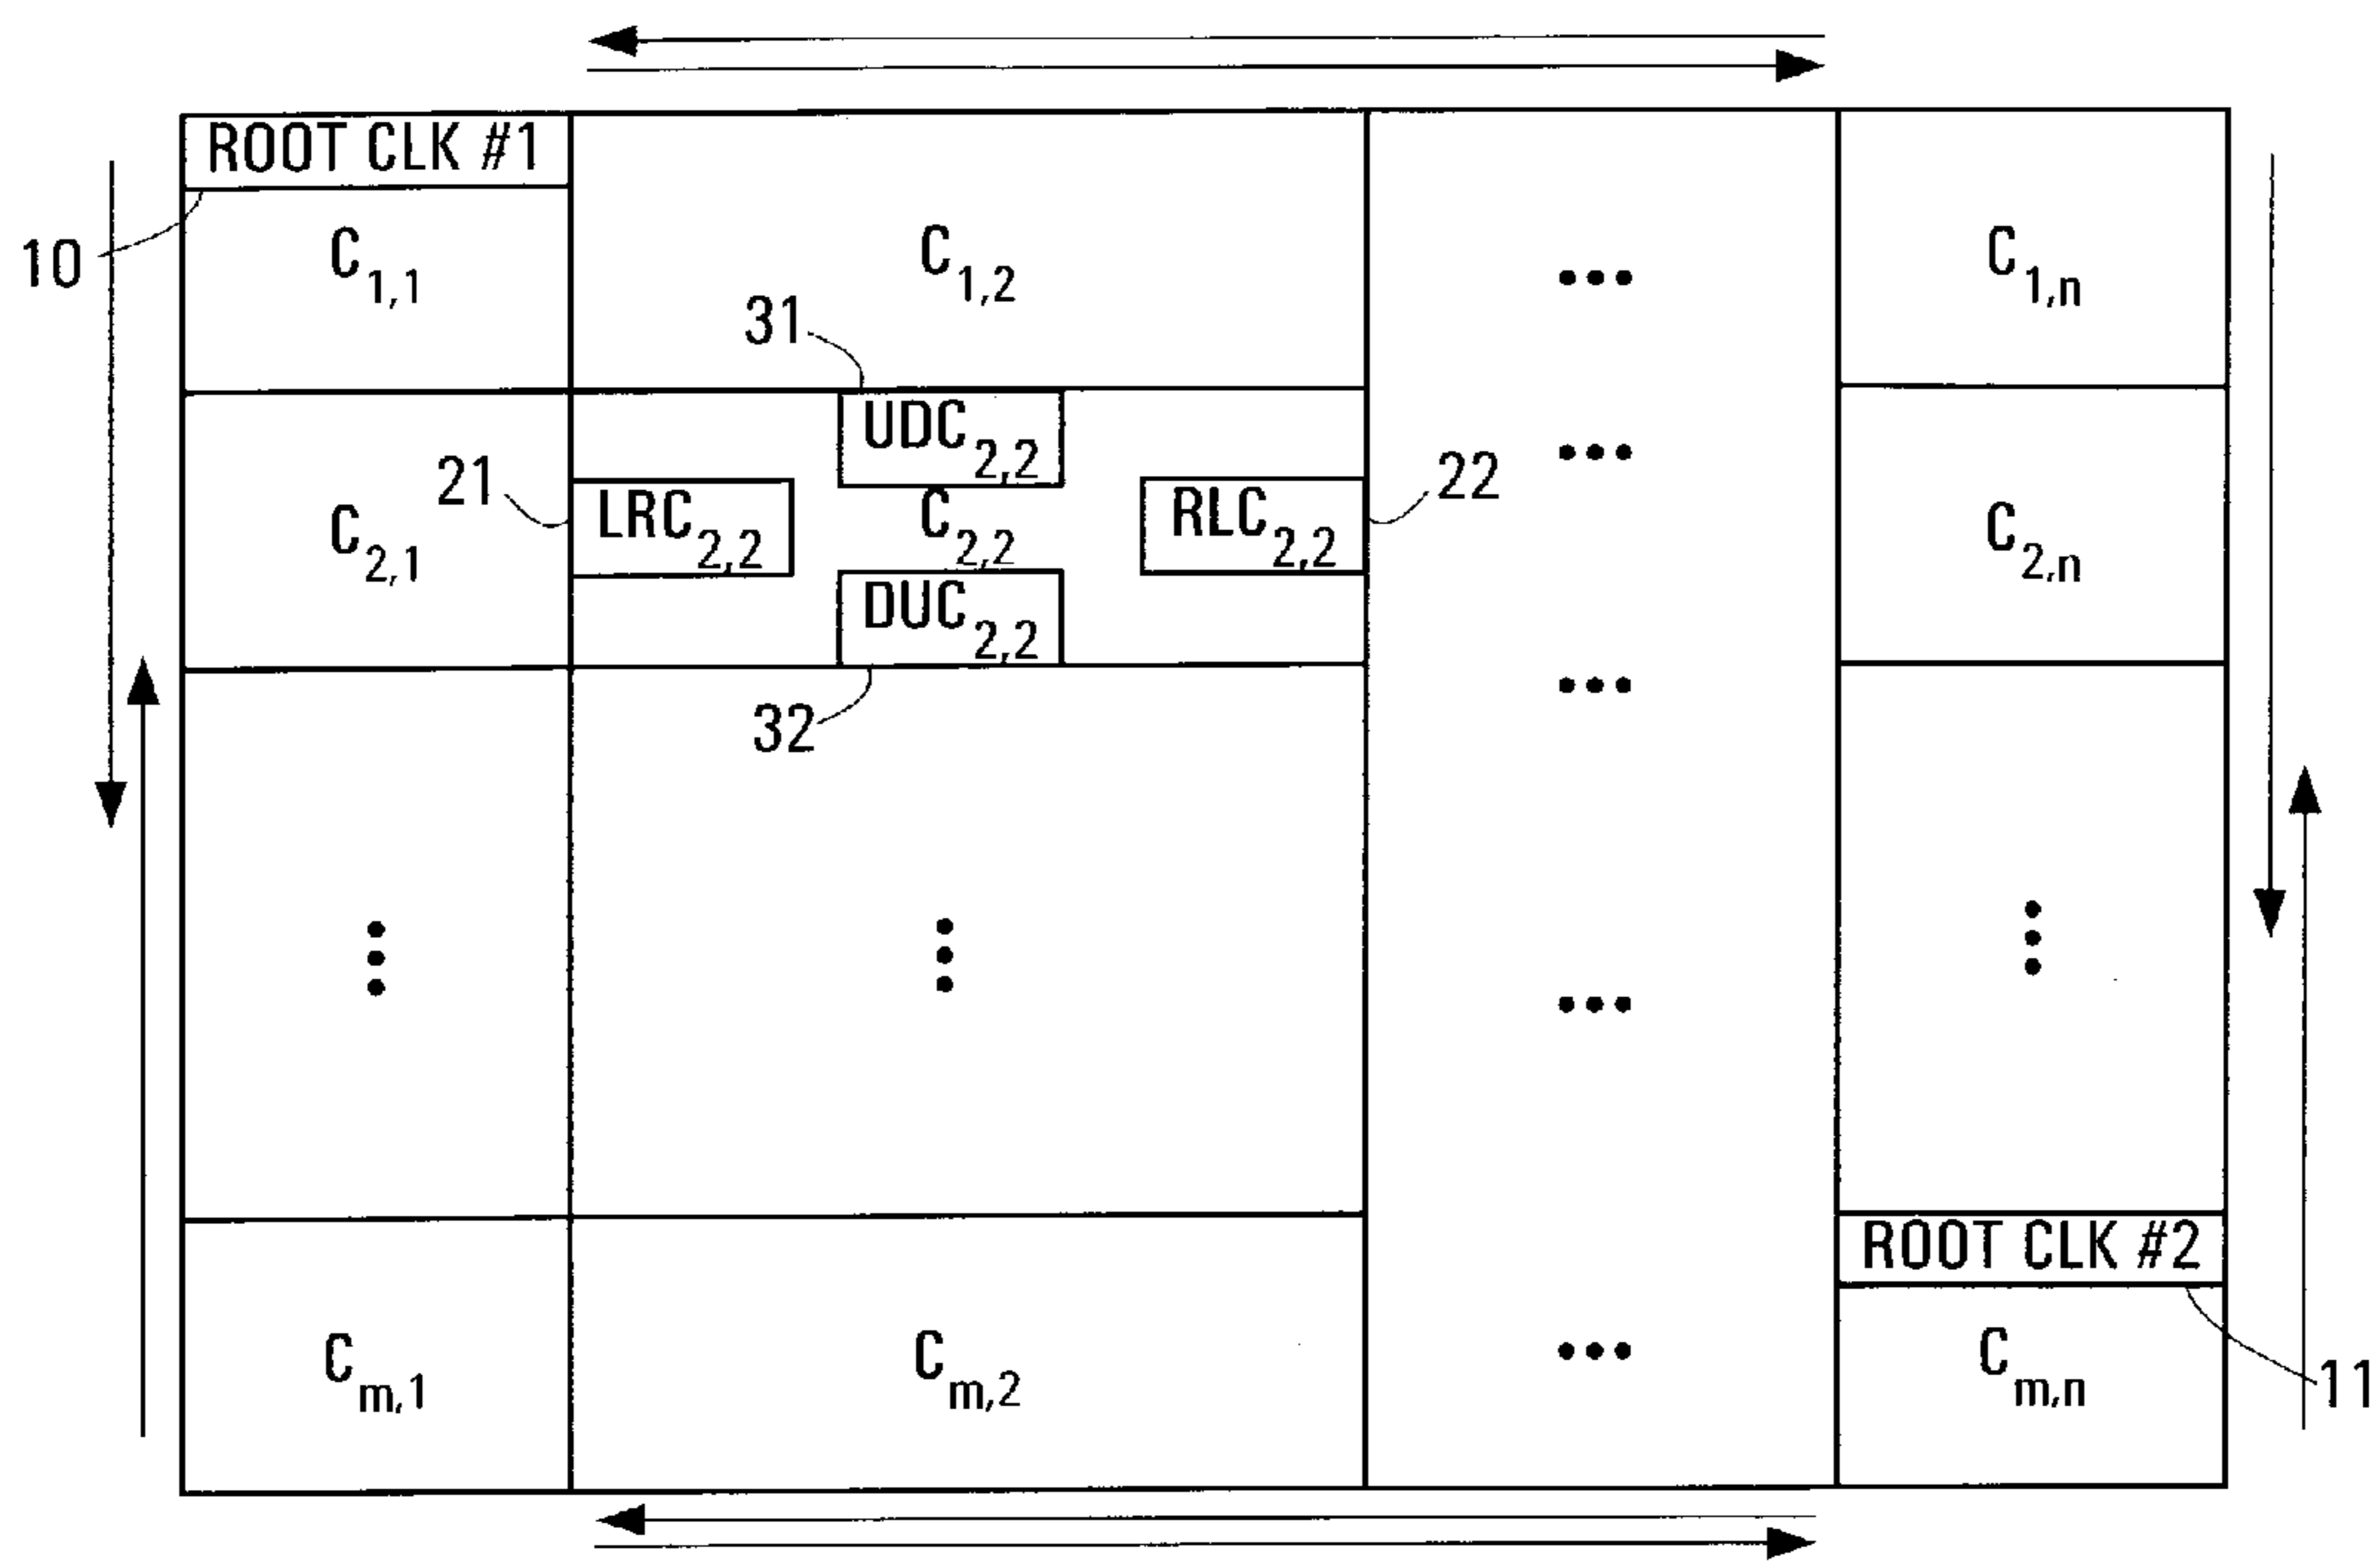 ROOT CLK #1
10
C1,1
C1,2
•••
C1,n
31
UDC2,2
•••
21
LRC2,2
C2,2
RLC2,2
22
C2,1
C2,n
DUC2,2
32
•••
•••
ROOT CLK #2
Cm,1
Cm,2
•••
Cm,n
11